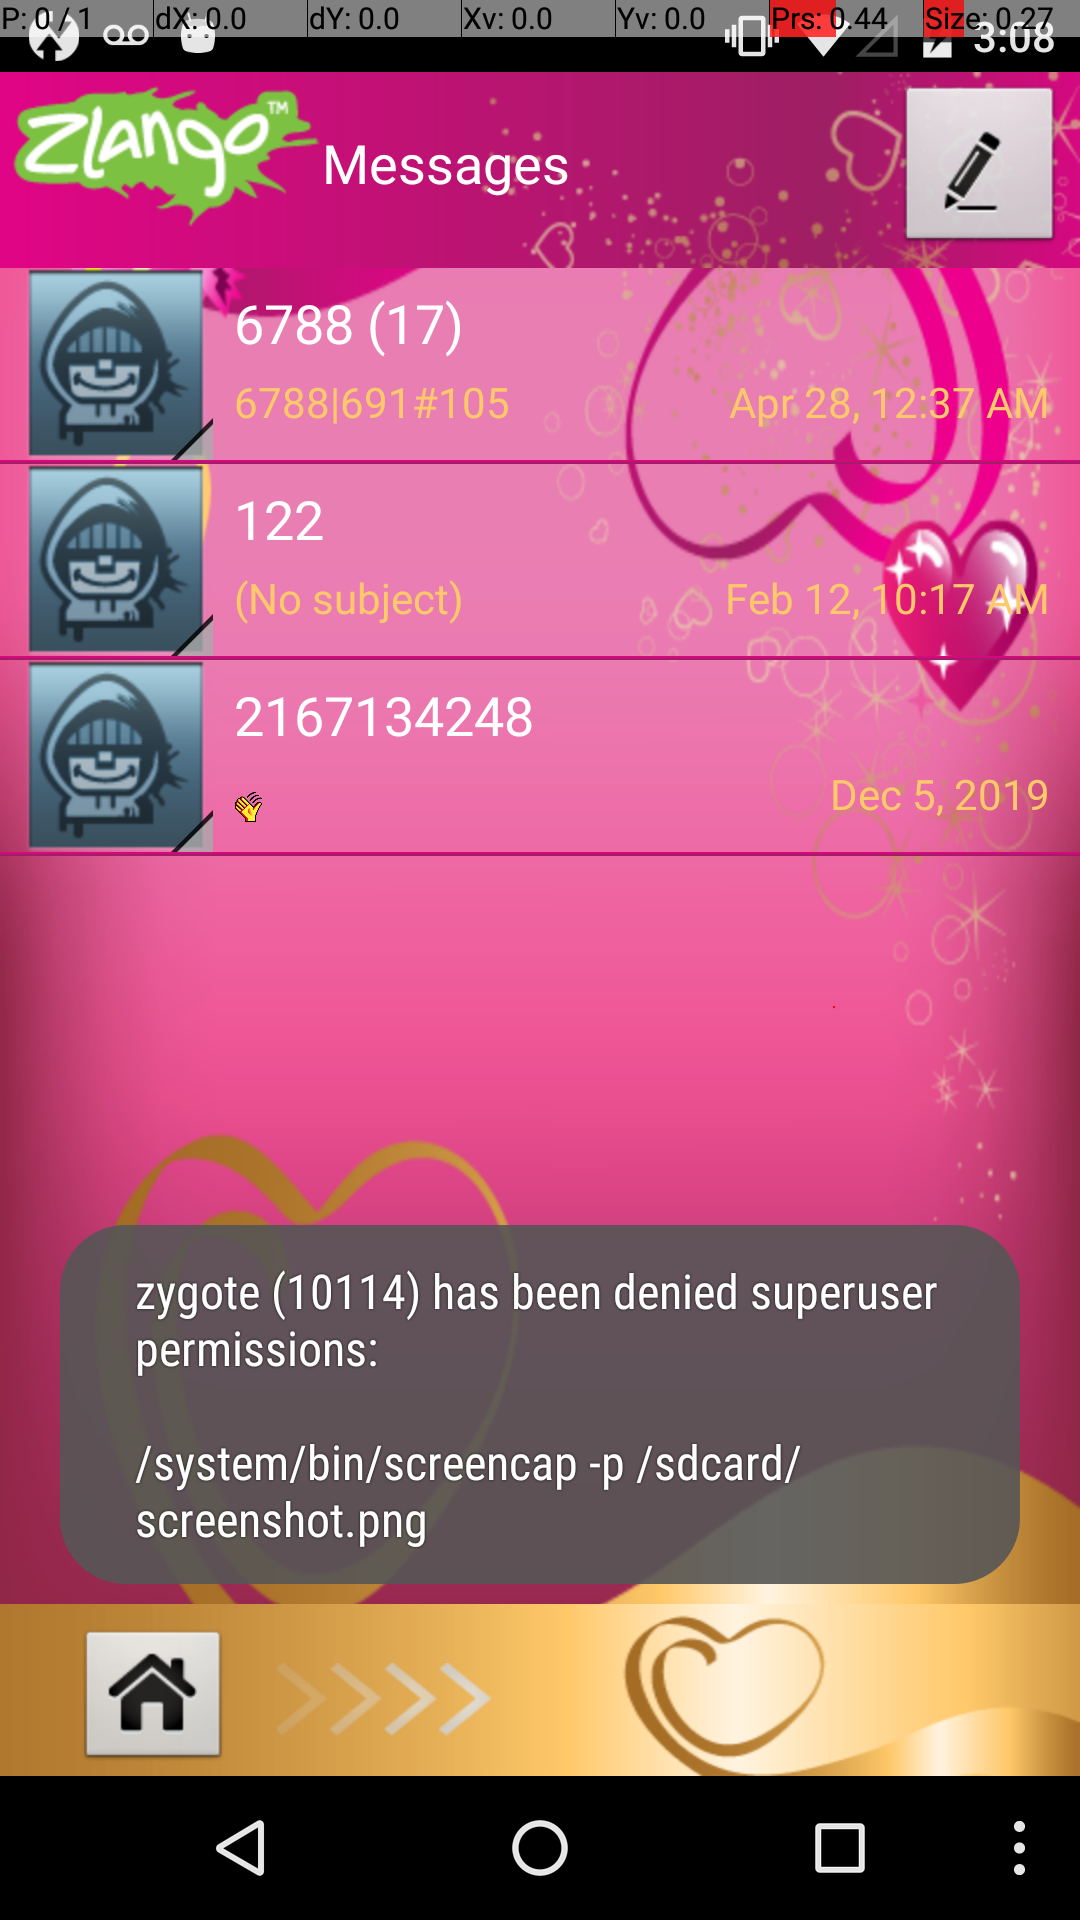 P: 0 / 1 dX: 0.0 dY: 0.0 Xv: 0.0 Yv: 0.0 Prs: 0.44 Size: 0.27
3:08
Zlango™ Messages
6788 (17)
6788|691#105 Apr 28, 12:37 AM
122
(No subject) Feb 12, 10:17 AM
2167134248
Dec 5, 2019
zygote (10114) has been denied superuser
permissions:
/system/bin/screencap -p /sdcard/
screenshot.png